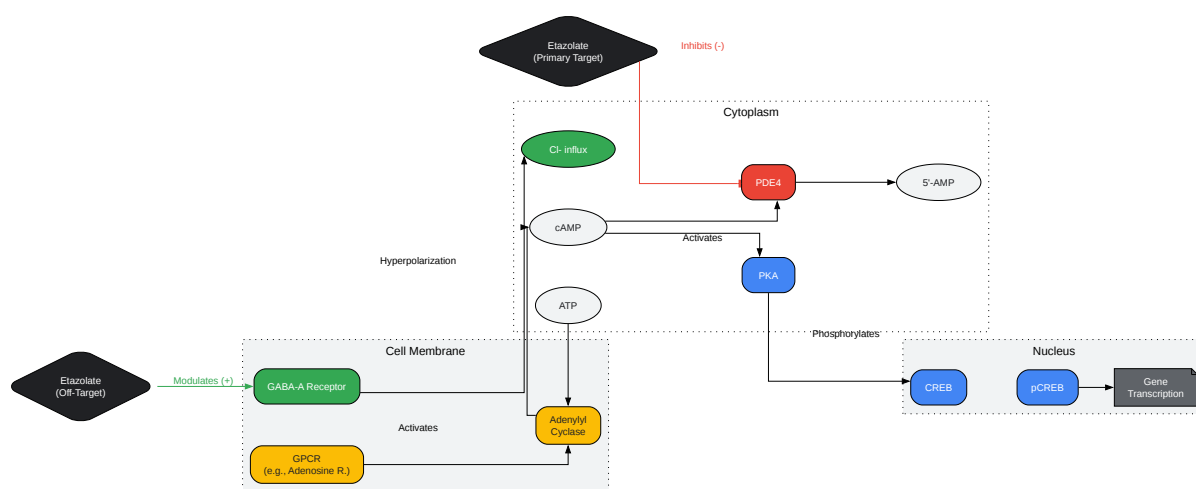 Etazolate
(Primary Target)
Inhibits (-)
Cytoplasm
Cl- influx
PDE4
5'-AMP
cAMP
Activates
Hyperpolarization
PKA
ATP
Phosphorylates
Cell Membrane
Nucleus
Etazolate
(Off-Target)
Modulates (+)
GABA-A Receptor
CREB
pCREB
Gene
Transcription
Activates
Adenylyl
Cyclase
GPCR
(e.g., Adenosine R.)